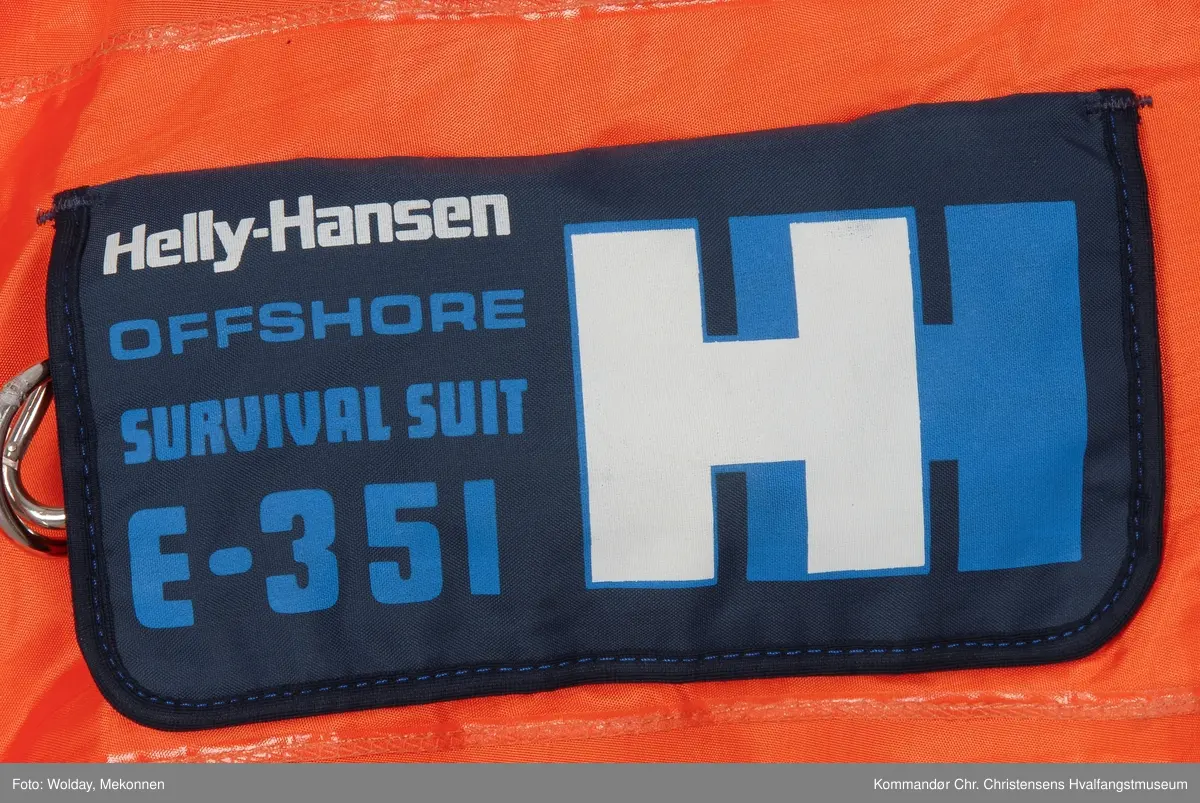 Helly-Hansen
OFFSHORE
SURVIVAL SUIT
E-351
HH
Foto: Wolday, Mekonnen
Kommandør Chr. Christensens Hvalfangstmuseum